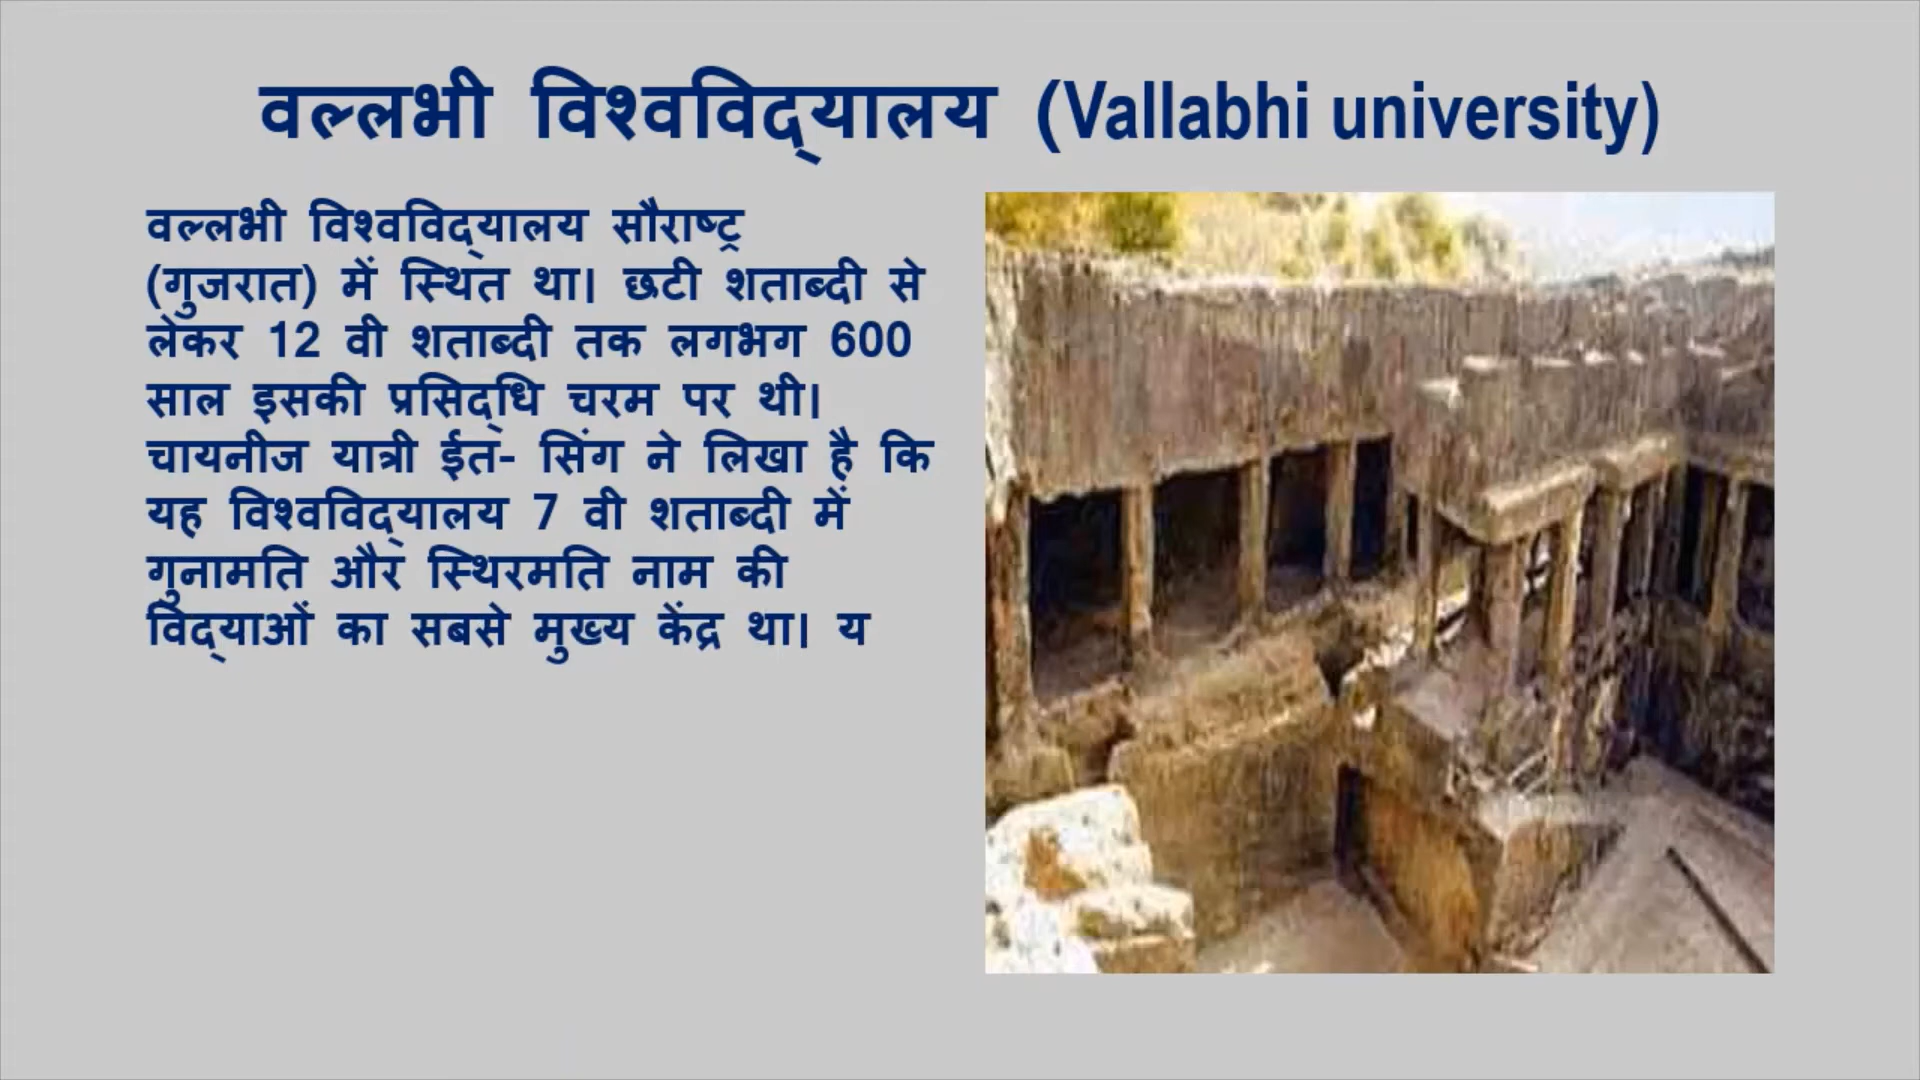 वल्लभी विश्वविद्यालय (Vallabhi university)
वल्लभी विश्वविद्यालय सौराष्ट्र
(गुजरात) में स्थित था। छटी शताब्दी से
लेकर 12 वी शताब्दी तक लगभग 600
साल इसकी प्रसिद्धि चरम पर थी।
चायनीज यात्री ईत- सिंग ने लिखा है कि
यह विश्वविद्यालय 7 वी शताब्दी में
गुनामति और स्थिरमति नाम की
विद्याओं का सबसे मुख्य केंद्र था। य